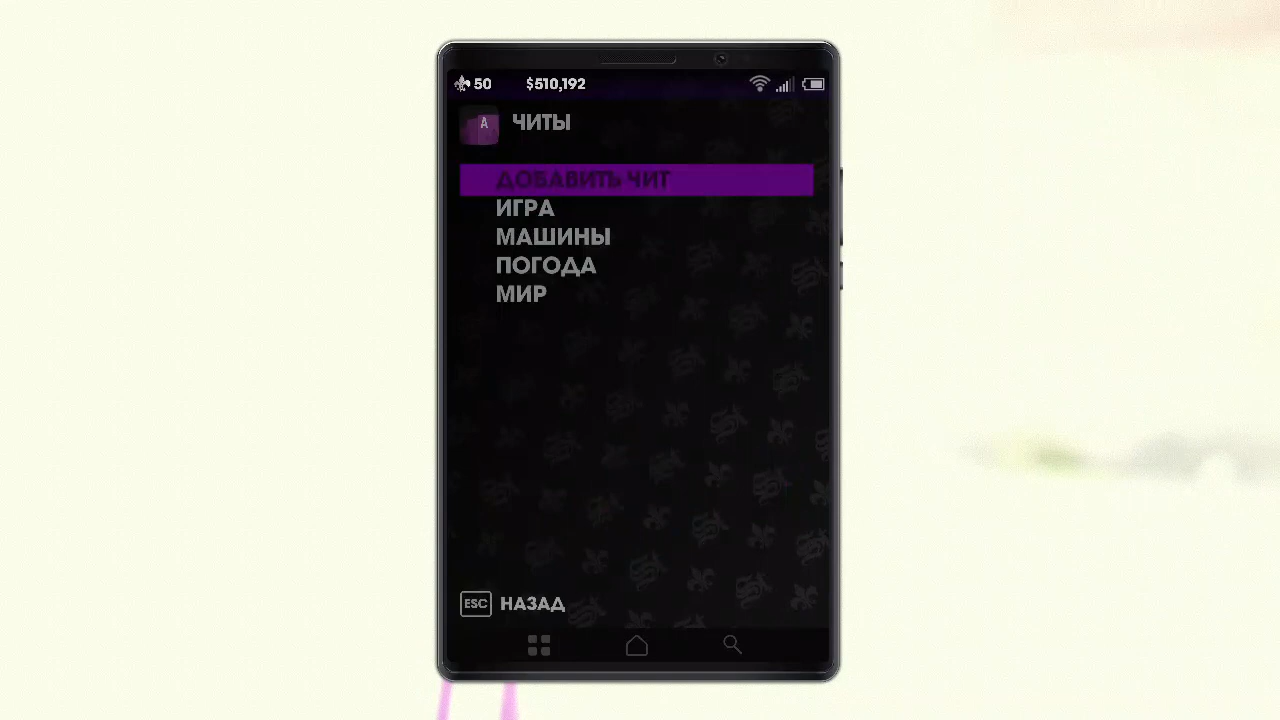 50 $510,192
A ЧИТЫ
ДОБАВИТЬ ЧИТ
ИГРА
МАШИНЫ
ПОГОДА
МИР
ESC НАЗАД